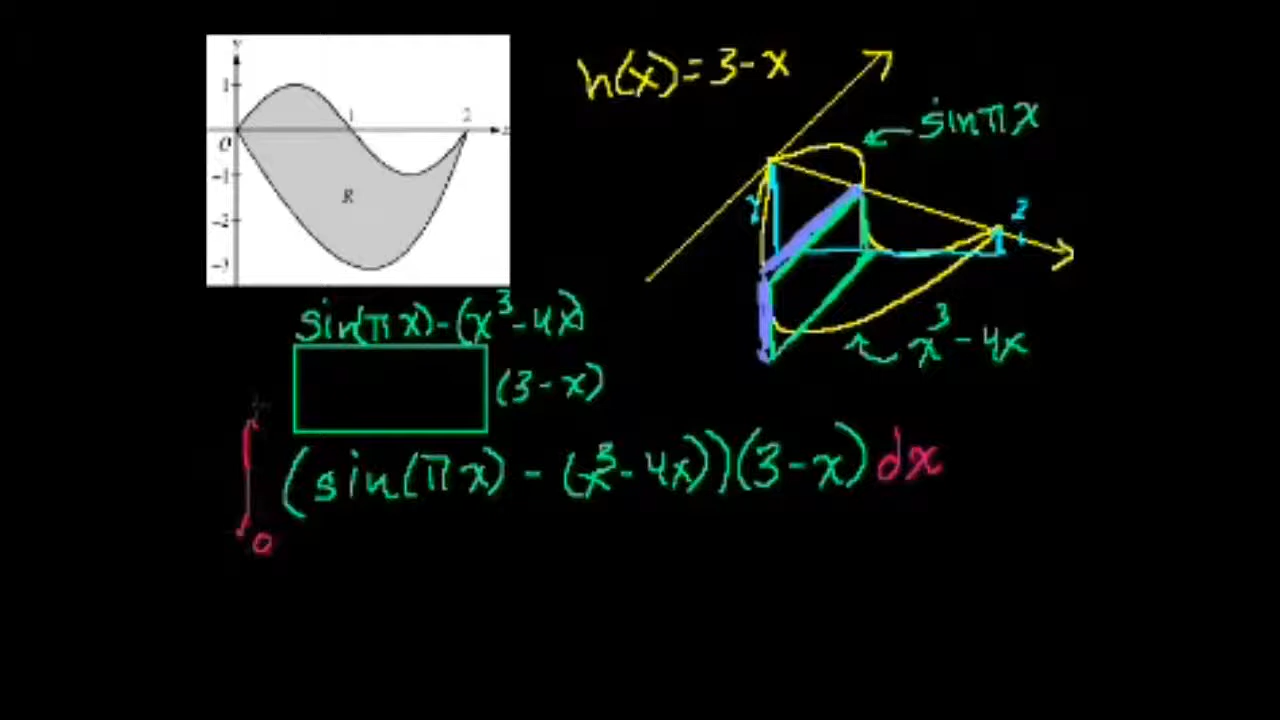 h(x)=3-x
sin πx
y
1
1
2
x
O
-1
-2
-3
R
2
1
x³-4x
sin(πx)-(x³-4x)
(3-x)
∫
(sin(πx)-(x³-4x))(3-x)dx
0